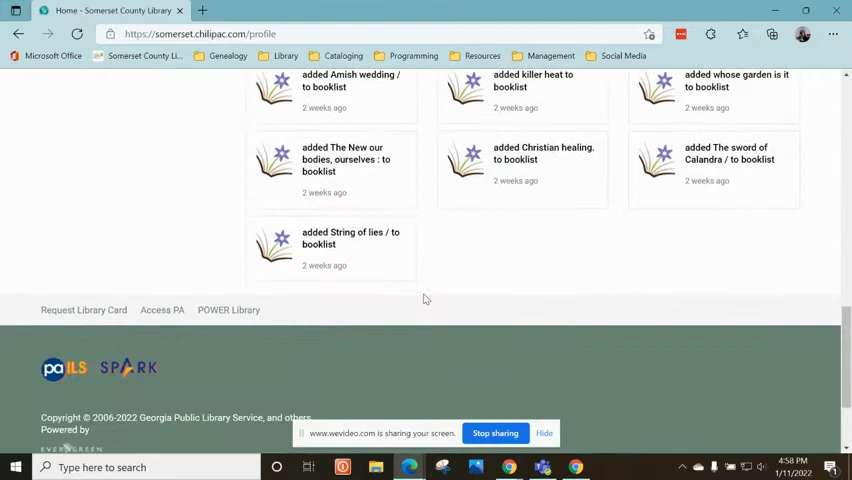 Home - Somerset County Library
https://somerset.chilipac.com/profile
Microsoft Office
Somerset County Li...
Genealogy
Library
Cataloging
Programming
Resources
Management
Social Media
added Amish wedding /
to booklist
2 weeks ago
added killer heat to
booklist
2 weeks ago
added whose garden is it
to booklist
2 weeks ago
added The New our
bodies, ourselves : to
booklist
2 weeks ago
added Christian healing.
to booklist
2 weeks ago
added The sword of
Calandra / to booklist
2 weeks ago
added String of lies / to
booklist
2 weeks ago
Request Library Card
Access PA
POWER Library
pa ILS SPARK
Copyright © 2006-2022 Georgia Public Library Service, and others
Powered by
EVERGREEN
www.wevideo.com is sharing your screen.
Stop sharing
Hide
Type here to search
4:58 PM
1/11/2022